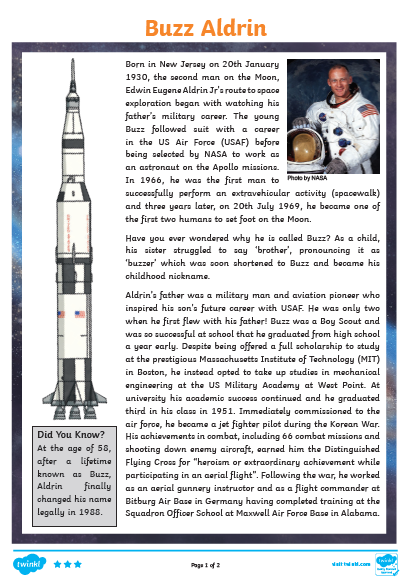 Buzz Aldrin
Born in New Jersey on 20th January
1930, the second man on the Moon,
Edwin Eugene Aldrin Jr's route to space
exploration began with watching his
father's military career. The young
Buzz followed suit with a career
in the US Air Force (USAF) before
being selected by NASA to work as
an astronaut on the Apollo missions.
In 1966, he was the first man to
successfully perform an extravehicular activity (spacewalk)
and three years later, on 20th July 1969, he became one of
the first two humans to set foot on the Moon.
Photo by NASA
Have you ever wondered why he is called Buzz? As a child,
his sister struggled to say 'brother', pronouncing it as
'buzzer' which was soon shortened to Buzz and became his
childhood nickname.
Aldrin's father was a military man and aviation pioneer who
inspired his son's future career with USAF. He was only two
when he first flew with his father! Buzz was a Boy Scout and
was so successful at school that he graduated from high school
a year early. Despite being offered a full scholarship to study
at the prestigious Massachusetts Institute of Technology (MIT)
in Boston, he instead opted to take up studies in mechanical
engineering at the US Military Academy at West Point. At
university his academic success continued and he graduated
third in his class in 1951. Immediately commissioned to the
air force, he became a jet fighter pilot during the Korean War.
His achievements in combat, including 66 combat missions and
shooting down enemy aircraft, earned him the Distinguished
Flying Cross for "heroism or extraordinary achievement while
participating in an aerial flight". Following the war, he worked
as an aerial gunnery instructor and as a flight commander at
Bitburg Air Base in Germany having completed training at the
Squadron Officer School at Maxwell Air Force Base in Alabama.
Did You Know?
At the age of 58,
after a lifetime
known as Buzz,
Aldrin finally
changed his name
legally in 1988.
twinkl
Page 1 of 2
visit twinkl.com
twinkl